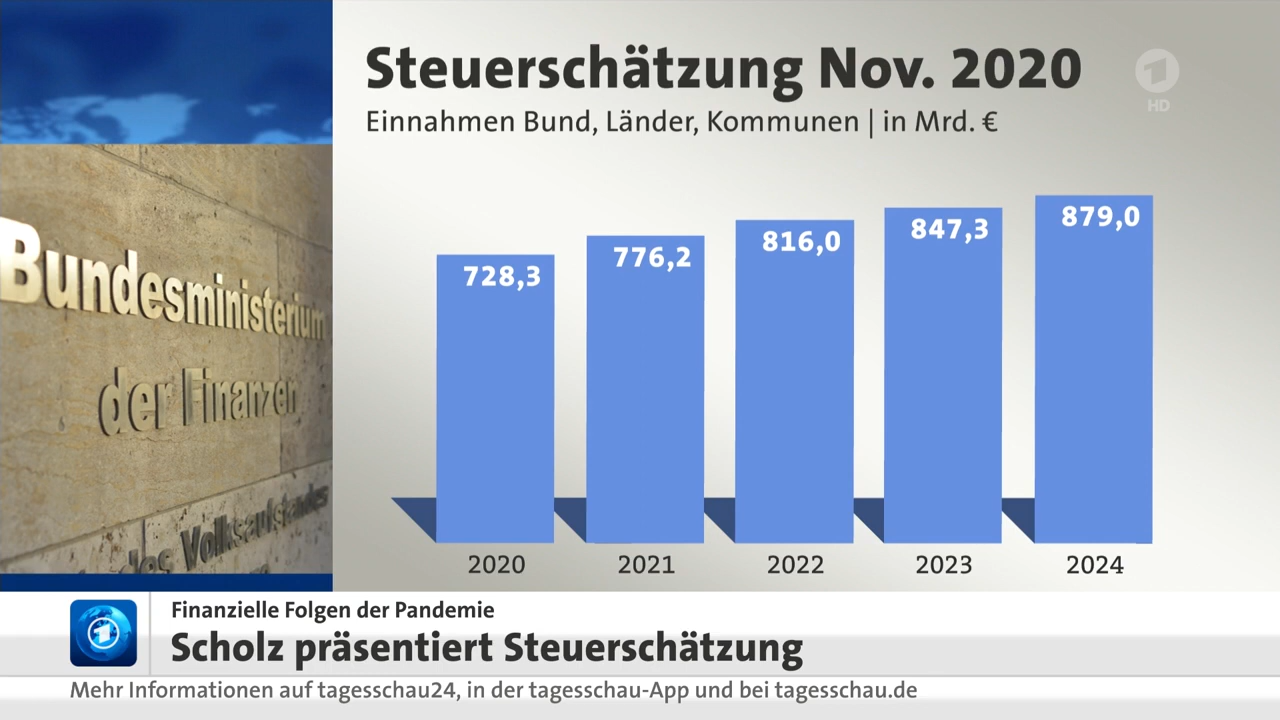 Steuerschätzung Nov. 2020
HD
Einnahmen Bund, Länder, Kommunen | in Mrd. €
Bundesministerium
der Finanzen
des Volksaufstandes
728,3
776,2
816,0
847,3
879,0
2020
2021
2022
2023
2024
Finanzielle Folgen der Pandemie
Scholz präsentiert Steuerschätzung
Mehr Informationen auf tagesschau24, in der tagesschau-App und bei tagesschau.de